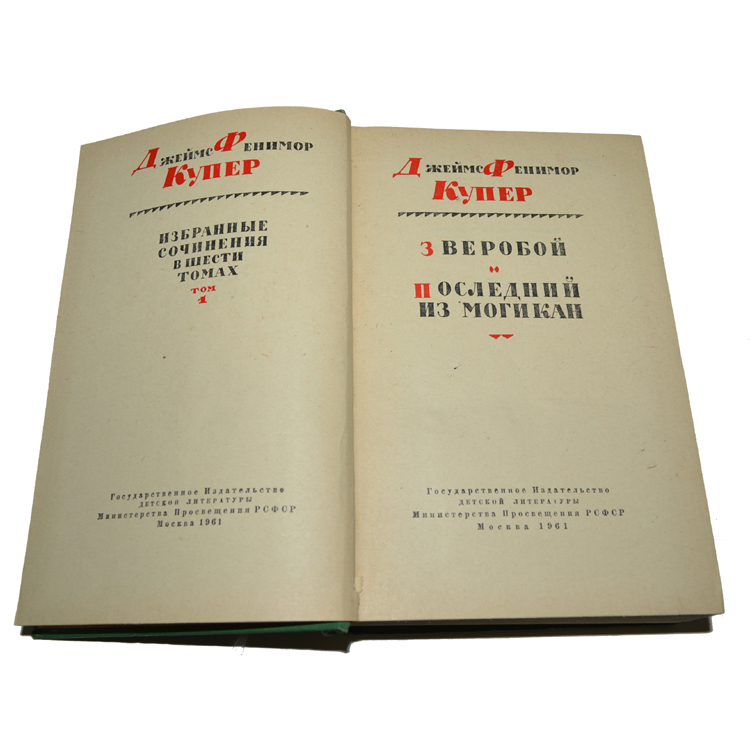 Джеймс Фенимор
Купер
ИЗБРАННЫЕ
СОЧИНЕНИЯ
В ШЕСТИ
ТОМАХ
ТОМ
1
Государственное Издательство
ДЕТСКОЙ ЛИТЕРАТУРЫ
Министерства Просвещения РСФСР
Москва 1961
Джеймс Фенимор
Купер
ЗВЕРОБОЙ
ПОСЛЕДНИЙ
ИЗ МОГИКАН
Государственное Издательство
ДЕТСКОЙ ЛИТЕРАТУРЫ
Министерства Просвещения РСФСР
Москва 1961